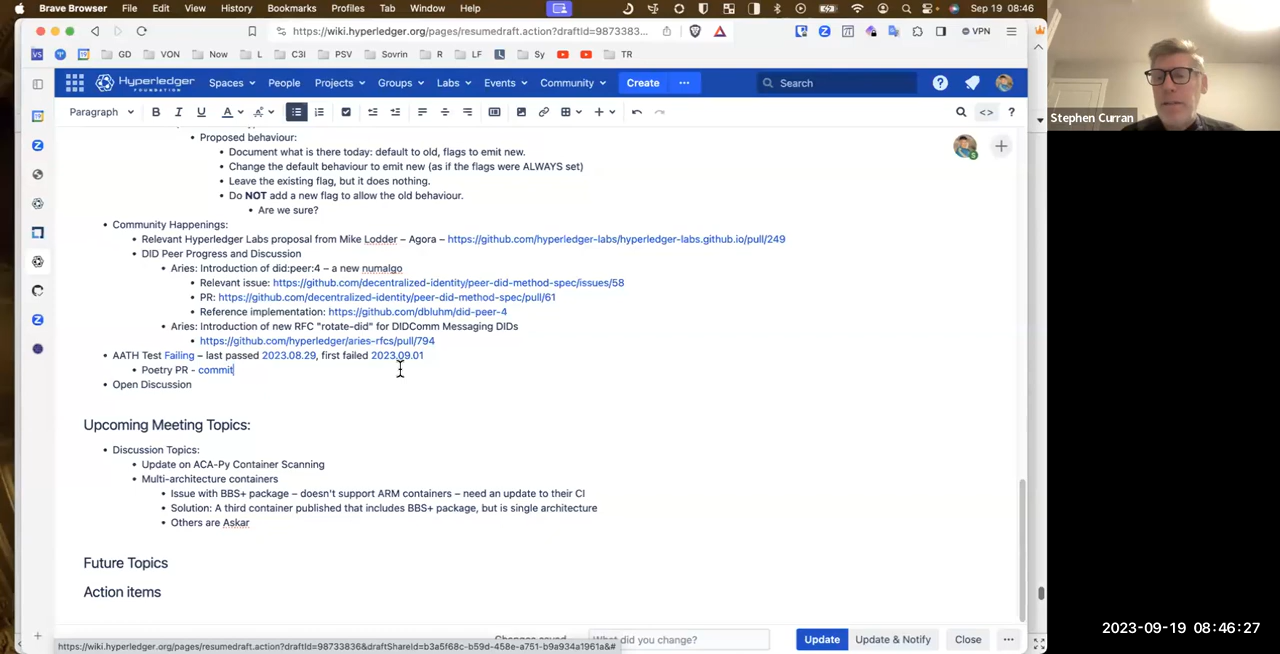 Brave Browser File Edit View History Bookmarks Profiles Tab Window Help Sep 19 08:46
https://wiki.hyperledger.org/pages/resumedraft.action?draftId=9873383... VPN
GD VON Now L C3I PSV Sovrin R LF Sy TR
HYPERLEDGER FOUNDATION Spaces People Projects Groups Labs Events Community Create Search
Paragraph B I U A
Stephen Curran
Proposed behaviour:
Document what is there today: default to old, flags to emit new.
Change the default behaviour to emit new (as if the flags were ALWAYS set)
Leave the existing flag, but it does nothing.
Do NOT add a new flag to allow the old behaviour.
Are we sure?
Community Happenings:
Relevant Hyperledger Labs proposal from Mike Lodder – Agora – https://github.com/hyperledger-labs/hyperledger-labs.github.io/pull/249
DID Peer Progress and Discussion
Aries: Introduction of did:peer:4 – a new numalgo
Relevant issue: https://github.com/decentralized-identity/peer-did-method-spec/issues/58
PR: https://github.com/decentralized-identity/peer-did-method-spec/pull/61
Reference implementation: https://github.com/dbluhm/did-peer-4
Aries: Introduction of new RFC "rotate-did" for DIDComm Messaging DIDs
https://github.com/hyperledger/aries-rfcs/pull/794
AATH Test Failing – last passed 2023.08.29, first failed 2023.09.01
Poetry PR - commit
Open Discussion
Upcoming Meeting Topics:
Discussion Topics:
Update on ACA-Py Container Scanning
Multi-architecture containers
Issue with BBS+ package – doesn't support ARM containers – need an update to their CI
Solution: A third container published that includes BBS+ package, but is single architecture
Others are Askar
Future Topics
Action items
What did you change? Update Update & Notify Close
https://wiki.hyperledger.org/pages/resumedraft.action?draftId=98733836&draftShareId=b3a5f68c-b59d-458e-a751-b9a934a1961a&#
2023-09-19 08:46:27